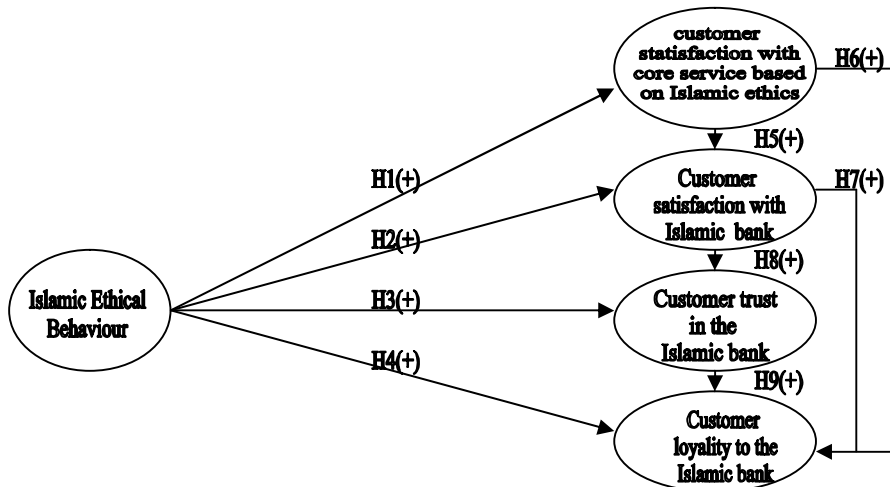 customer
statisfaction with
core service based
on Islamic ethics
H6(+)
H5(+)
H1(+)
Customer
satisfaction with
Islamic bank
H7(+)
H2(+)
H8(+)
Islamic Ethical
Behaviour
H3(+)
Customer trust
in the
Islamic bank
H4(+)
H9(+)
Customer
loyality to the
Islamic bank